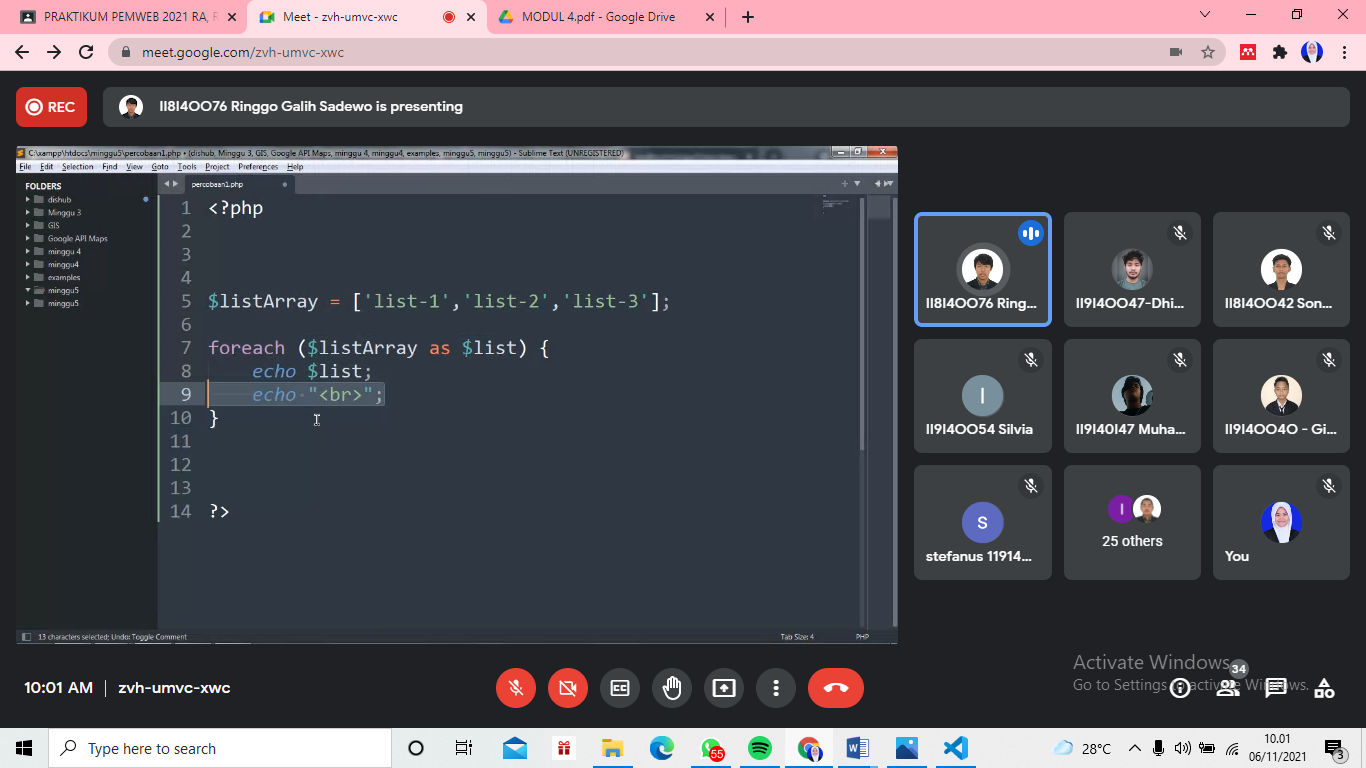 PRAKTIKUM PEMWEB 2021 RA, R
Meet - zvh-umvc-xwc
MODUL 4.pdf - Google Drive
meet.google.com/zvh-umvc-xwc
REC
II8I4OO76 Ringgo Galih Sadewo is presenting
C:\xampp\htdocs\minggu5\percobaan1.php • (dishub, Minggu 3, GIS, Google API Maps, minggu 4, minggu4, examples, minggu5, minggu5) - Sublime Text (UNREGISTERED)
File Edit Selection Find View Goto Tools Project Preferences Help
FOLDERS
dishub
Minggu 3
GIS
Google API Maps
minggu 4
minggu4
examples
minggu5
minggu5
percobaan1.php
1 <?php
2
3
4
5 $listArray = ['list-1','list-2','list-3'];
6
7 foreach ($listArray as $list) {
8 echo $list;
9 echo "<br>";
10 }
11
12
13
14 ?>
13 characters selected; Undo: Toggle Comment
Tab Size: 4
PHP
II8I4OO76 Ring...
II9I4OO47-Dhi...
II8I4OO42 Son...
I
II9I4OO54 Silvia
II9I40I47 Muha...
II9I4OO4O - Gi...
S
stefanus 11914...
I
25 others
You
Activate Windows
Go to Settings to activate Windows.
34
10:01 AM | zvh-umvc-xwc
Type here to search
55
28°C
10.01
06/11/2021
3